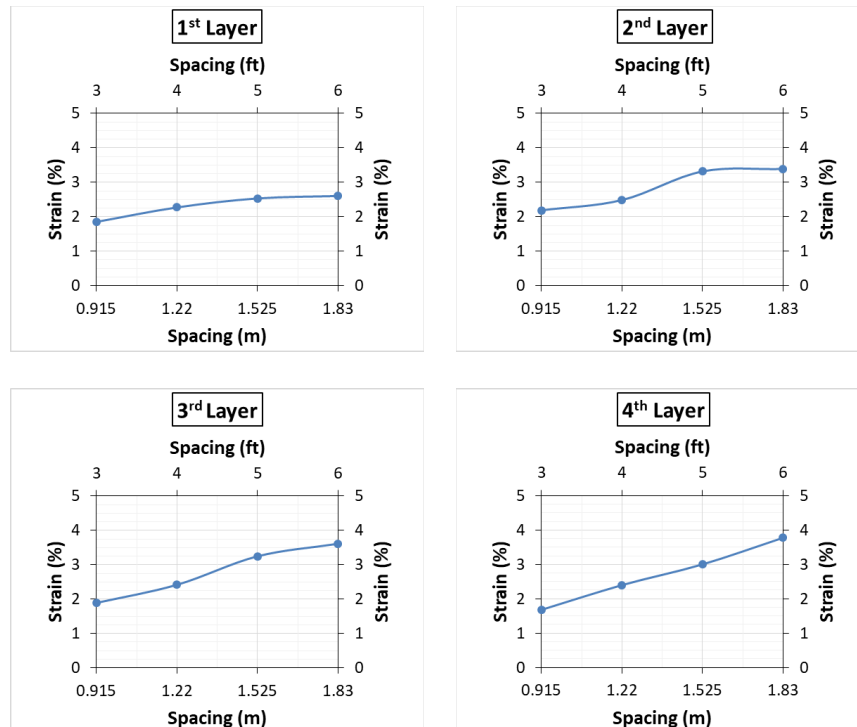 1st Layer
Spacing (ft)
3 4 5 6
5 5
4 4
3 3
2 2
1 1
0 0
Strain (%)
Strain (%)
0.915 1.22 1.525 1.83
Spacing (m)
2nd Layer
Spacing (ft)
3 4 5 6
5 5
4 4
3 3
2 2
1 1
0 0
Strain (%)
Strain (%)
0.915 1.22 1.525 1.83
Spacing (m)
3rd Layer
Spacing (ft)
3 4 5 6
5 5
4 4
3 3
2 2
1 1
0 0
Strain (%)
Strain (%)
0.915 1.22 1.525 1.83
Spacing (m)
4th Layer
Spacing (ft)
3 4 5 6
5 5
4 4
3 3
2 2
1 1
0 0
Strain (%)
Strain (%)
0.915 1.22 1.525 1.83
Spacing (m)